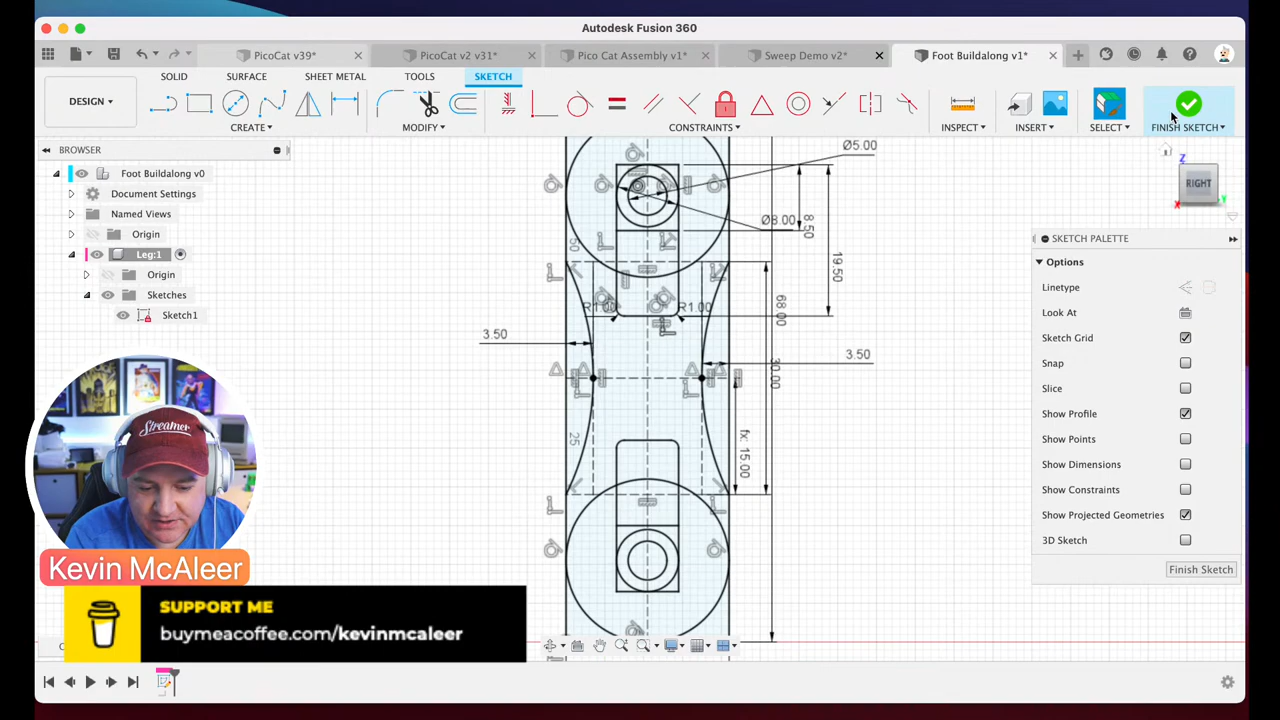 Autodesk Fusion 360
PicoCat v39*
PicoCat v2 v31*
Pico Cat Assembly v1*
Sweep Demo v2*
Foot Buildalong v1*
SOLID
SURFACE
SHEET METAL
TOOLS
SKETCH
DESIGN
CREATE
MODIFY
CONSTRAINTS
INSPECT
INSERT
SELECT
FINISH SKETCH
BROWSER
Foot Buildalong v0
Document Settings
Named Views
Origin
Leg:1
Origin
Sketches
Sketch1
Ø5.00
Ø8.00
8.50
19.50
50
R1.00
R1.00
68.00
3.50
3.50
30.00
25
fx: 15.00
Z
RIGHT
X
Y
SKETCH PALETTE
Options
Linetype
Look At
Sketch Grid
Snap
Slice
Show Profile
Show Points
Show Dimensions
Show Constraints
Show Projected Geometries
3D Sketch
Finish Sketch
Streamer
Kevin McAleer
SUPPORT ME
buymeacoffee.com/kevinmcaleer